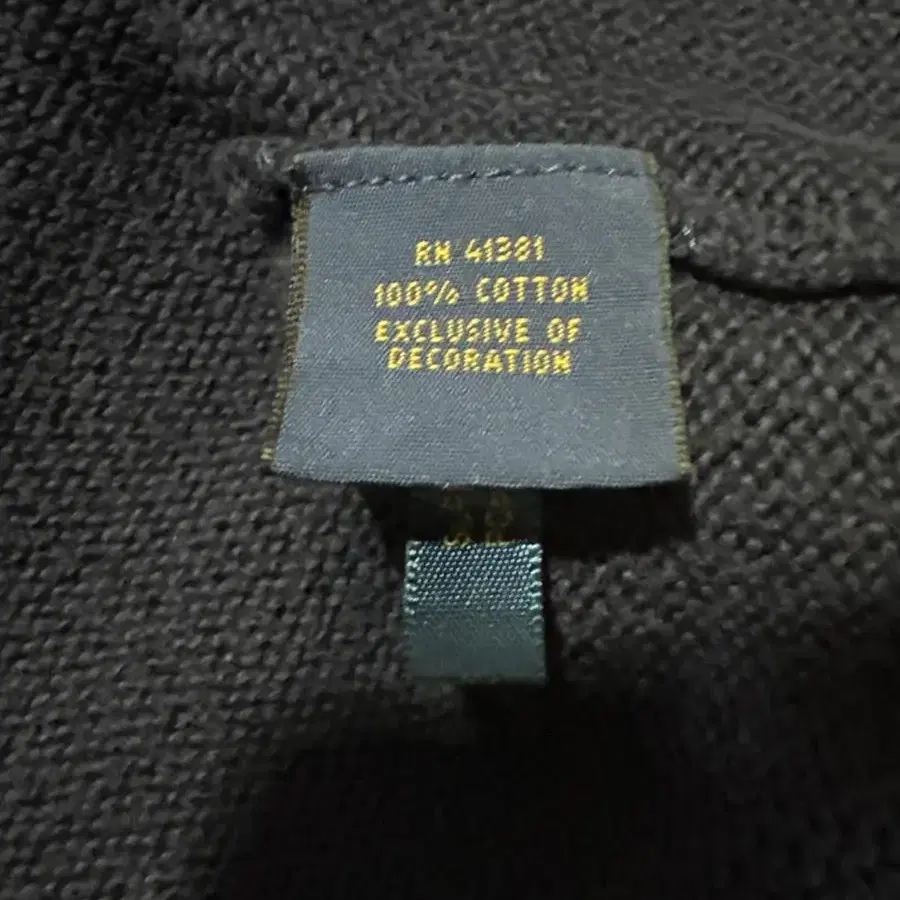 RN 41381
100% COTTON
EXCLUSIVE OF
DECORATION